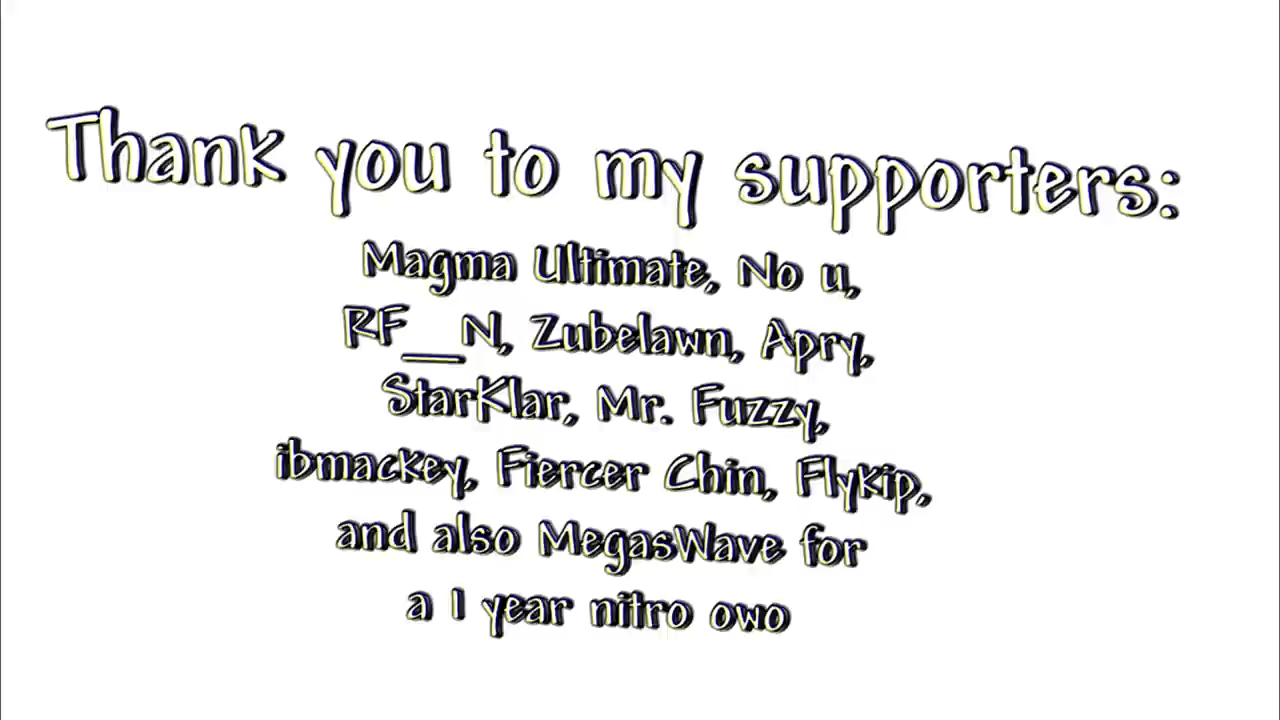 Thank you to my supporters:
Magma Ultimate, No u,
RF__N, Zubelawn, Apry,
StarKlar, Mr. Fuzzy,
ibmackey, Fiercer Chin, Flykip,
and also MegasWave for
a 1 year nitro owo